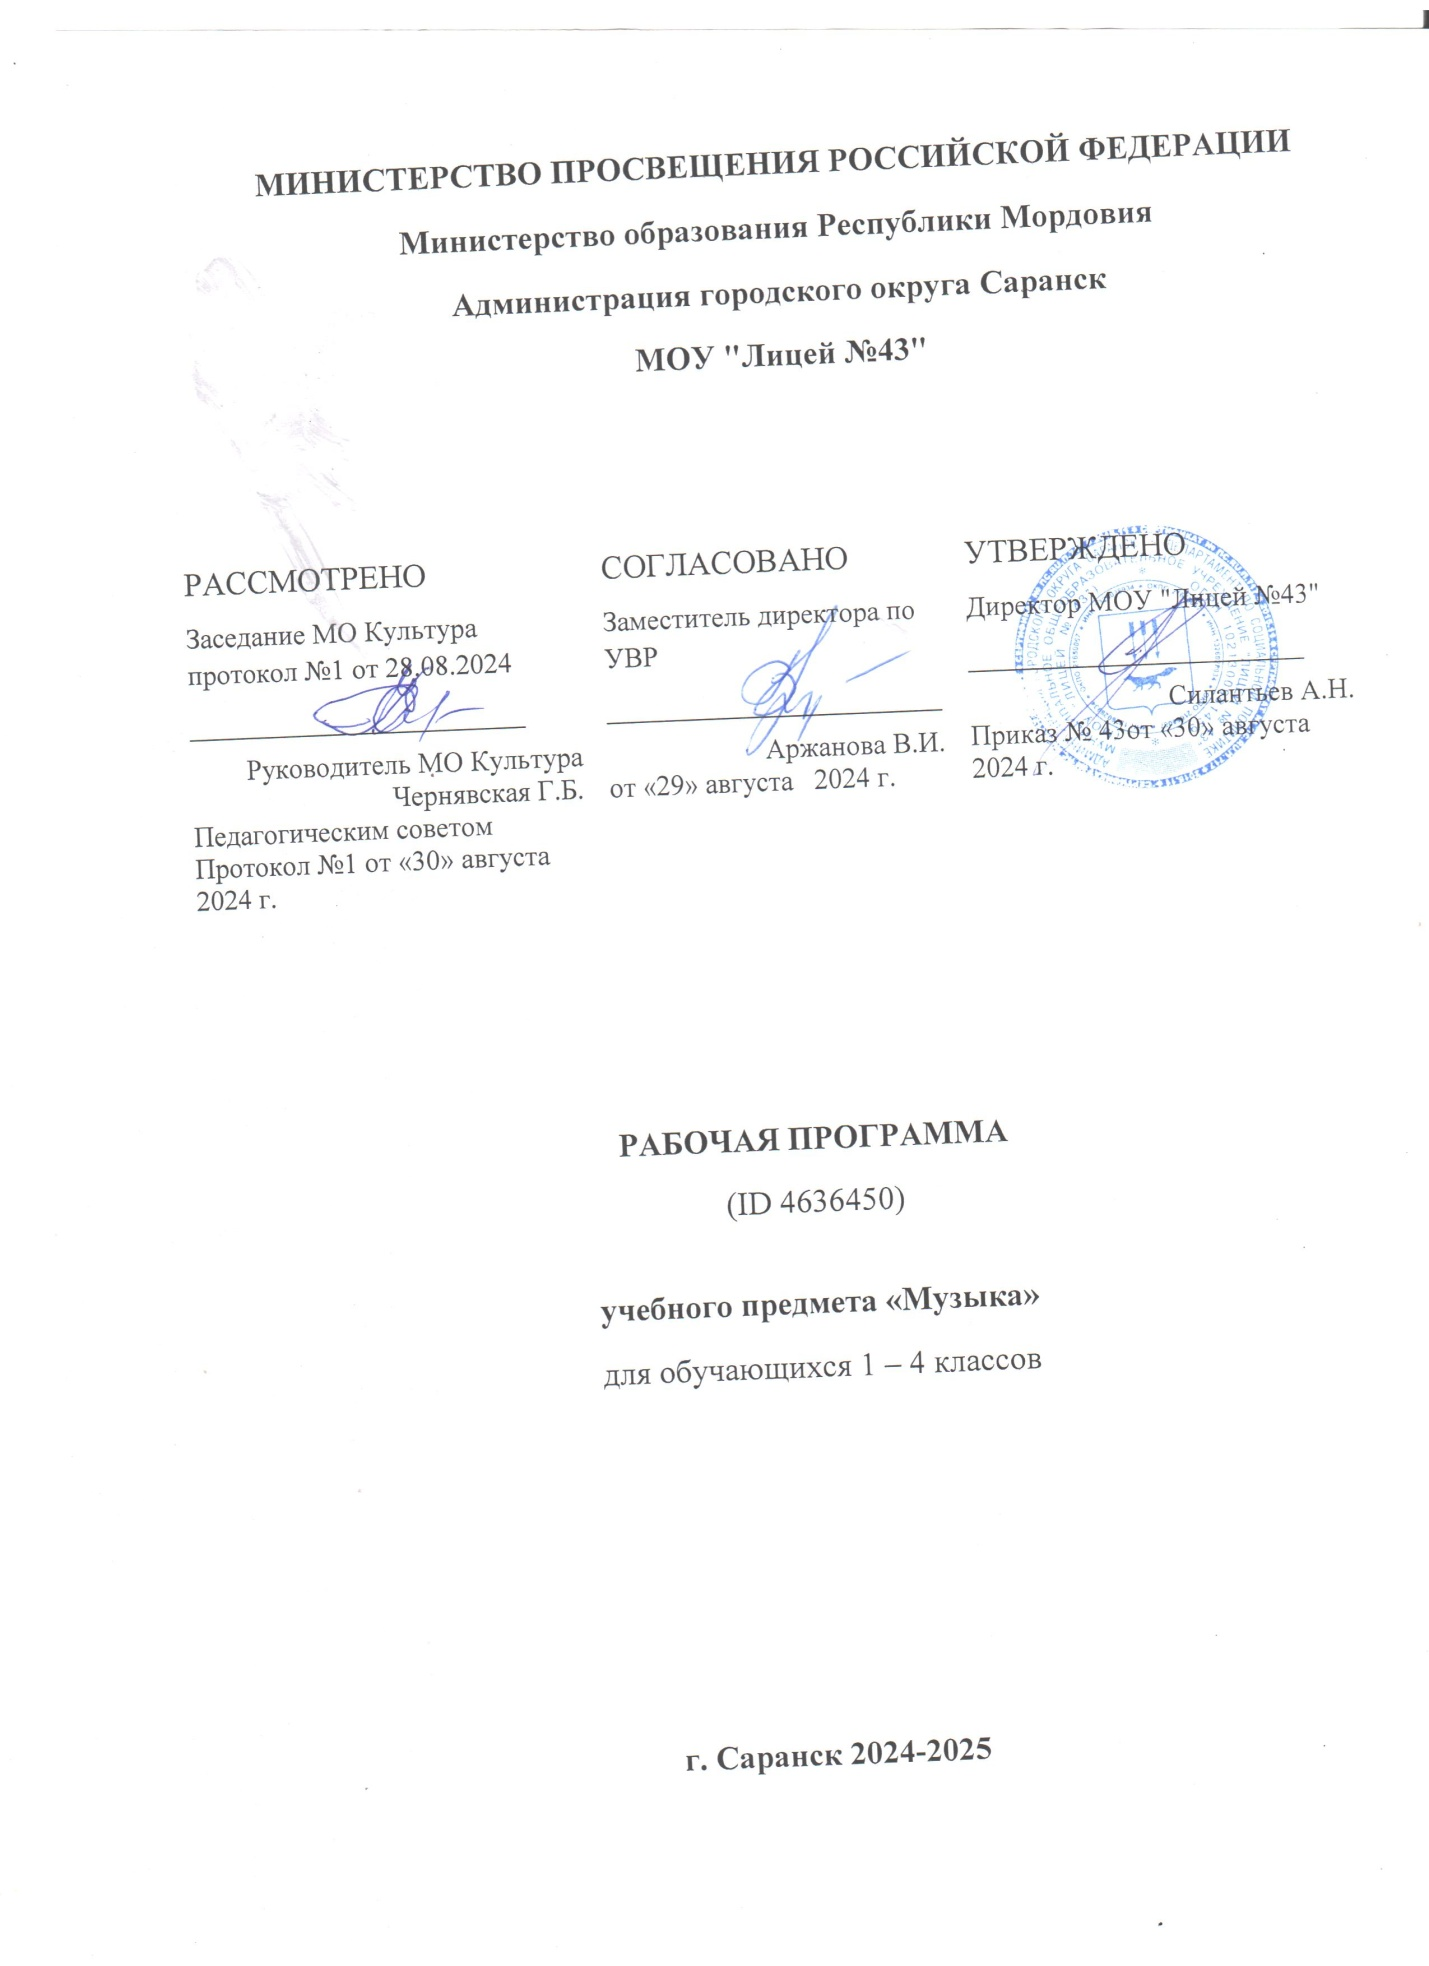 МИНИСТЕРСТВО ПРОСВЕЩЕНИЯ РОССИЙСКОЙ ФЕДЕРАЦИИ
Министерство образования Республики Мордовия
Администрация городского округа Саранск
МОУ "Лицей №43"
РАССМОТРЕНО
Заседание МО Культура
протокол №1 от 28.08.2024
Руководитель МО Культура
Чернявская Г.Б.
Педагогическим советом
Протокол №1 от «30» августа
2024 г.
СОГЛАСОВАНО
Заместитель директора по
УВР
Аржанова В.И.
от «29» августа 2024 г.
УТВЕРЖДЕНО
Директор МОУ "Лицей №43"
Силантьев А.Н.
Приказ № 43от «30» августа
2024 г.
РАБОЧАЯ ПРОГРАММА
(ID 4636450)
учебного предмета «Музыка»
для обучающихся 1 – 4 классов
г. Саранск 2024-2025